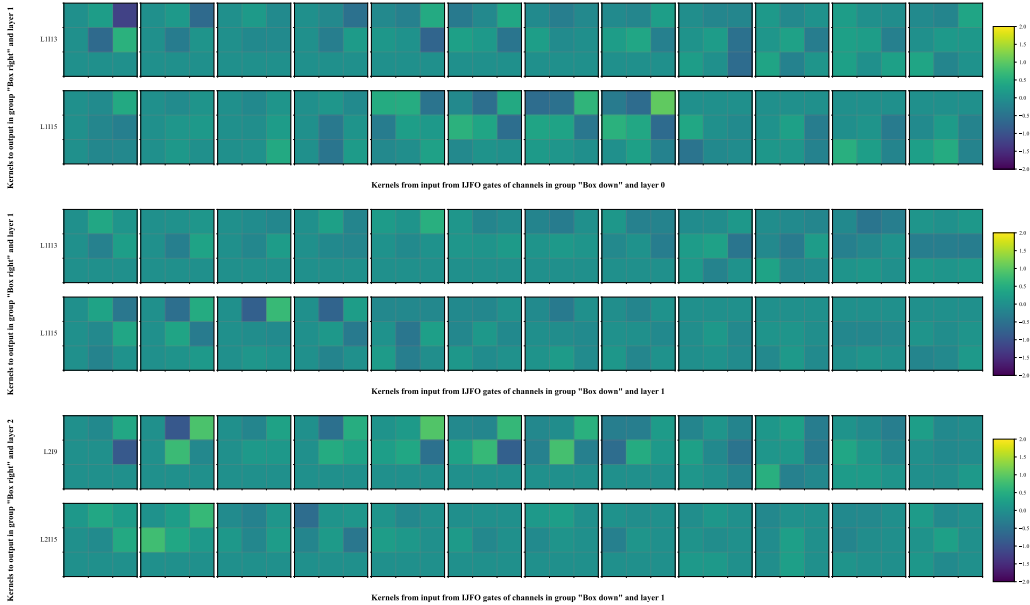 Kernels to output in group "Box right" and layer 1
L1I13
L1I15
2.0
1.5
1.0
0.5
0.0
−0.5
−1.0
−1.5
−2.0
Kernels from input from IJFO gates of channels in group "Box down" and layer 0
Kernels to output in group "Box right" and layer 1
L1I13
L1I15
2.0
1.5
1.0
0.5
0.0
−0.5
−1.0
−1.5
−2.0
Kernels from input from IJFO gates of channels in group "Box down" and layer 1
Kernels to output in group "Box right" and layer 2
L2I9
L2I15
2.0
1.5
1.0
0.5
0.0
−0.5
−1.0
−1.5
−2.0
Kernels from input from IJFO gates of channels in group "Box down" and layer 1